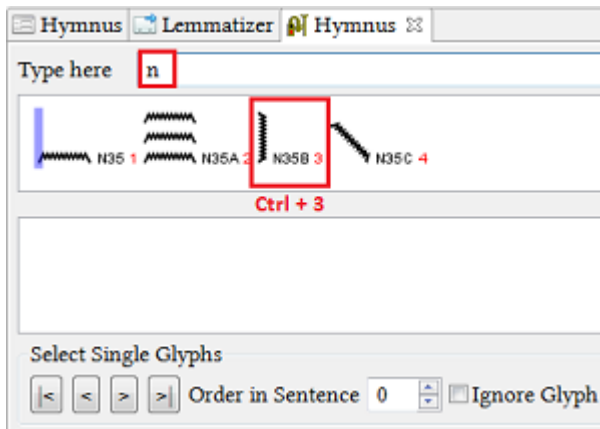 Hymnus Lemmatizer Hymnus
Type here n
N35 1 N35A 2 N35B 3 N35C 4
Ctrl + 3
Select Single Glyphs
|< < > >| Order in Sentence 0 Ignore Glyph